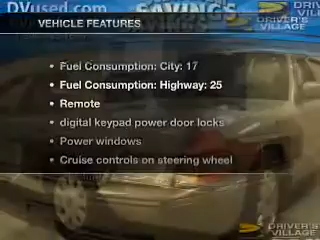 DVused.com
SAVINGS
DRIVER'S
VILLAGE
VEHICLE FEATURES
• Fuel Consumption: City: 17
• Fuel Consumption: Highway: 25
• Remote
• digital keypad power door locks
• Power windows
• Cruise controls on steering wheel
DRIVER'S
VILLAGE